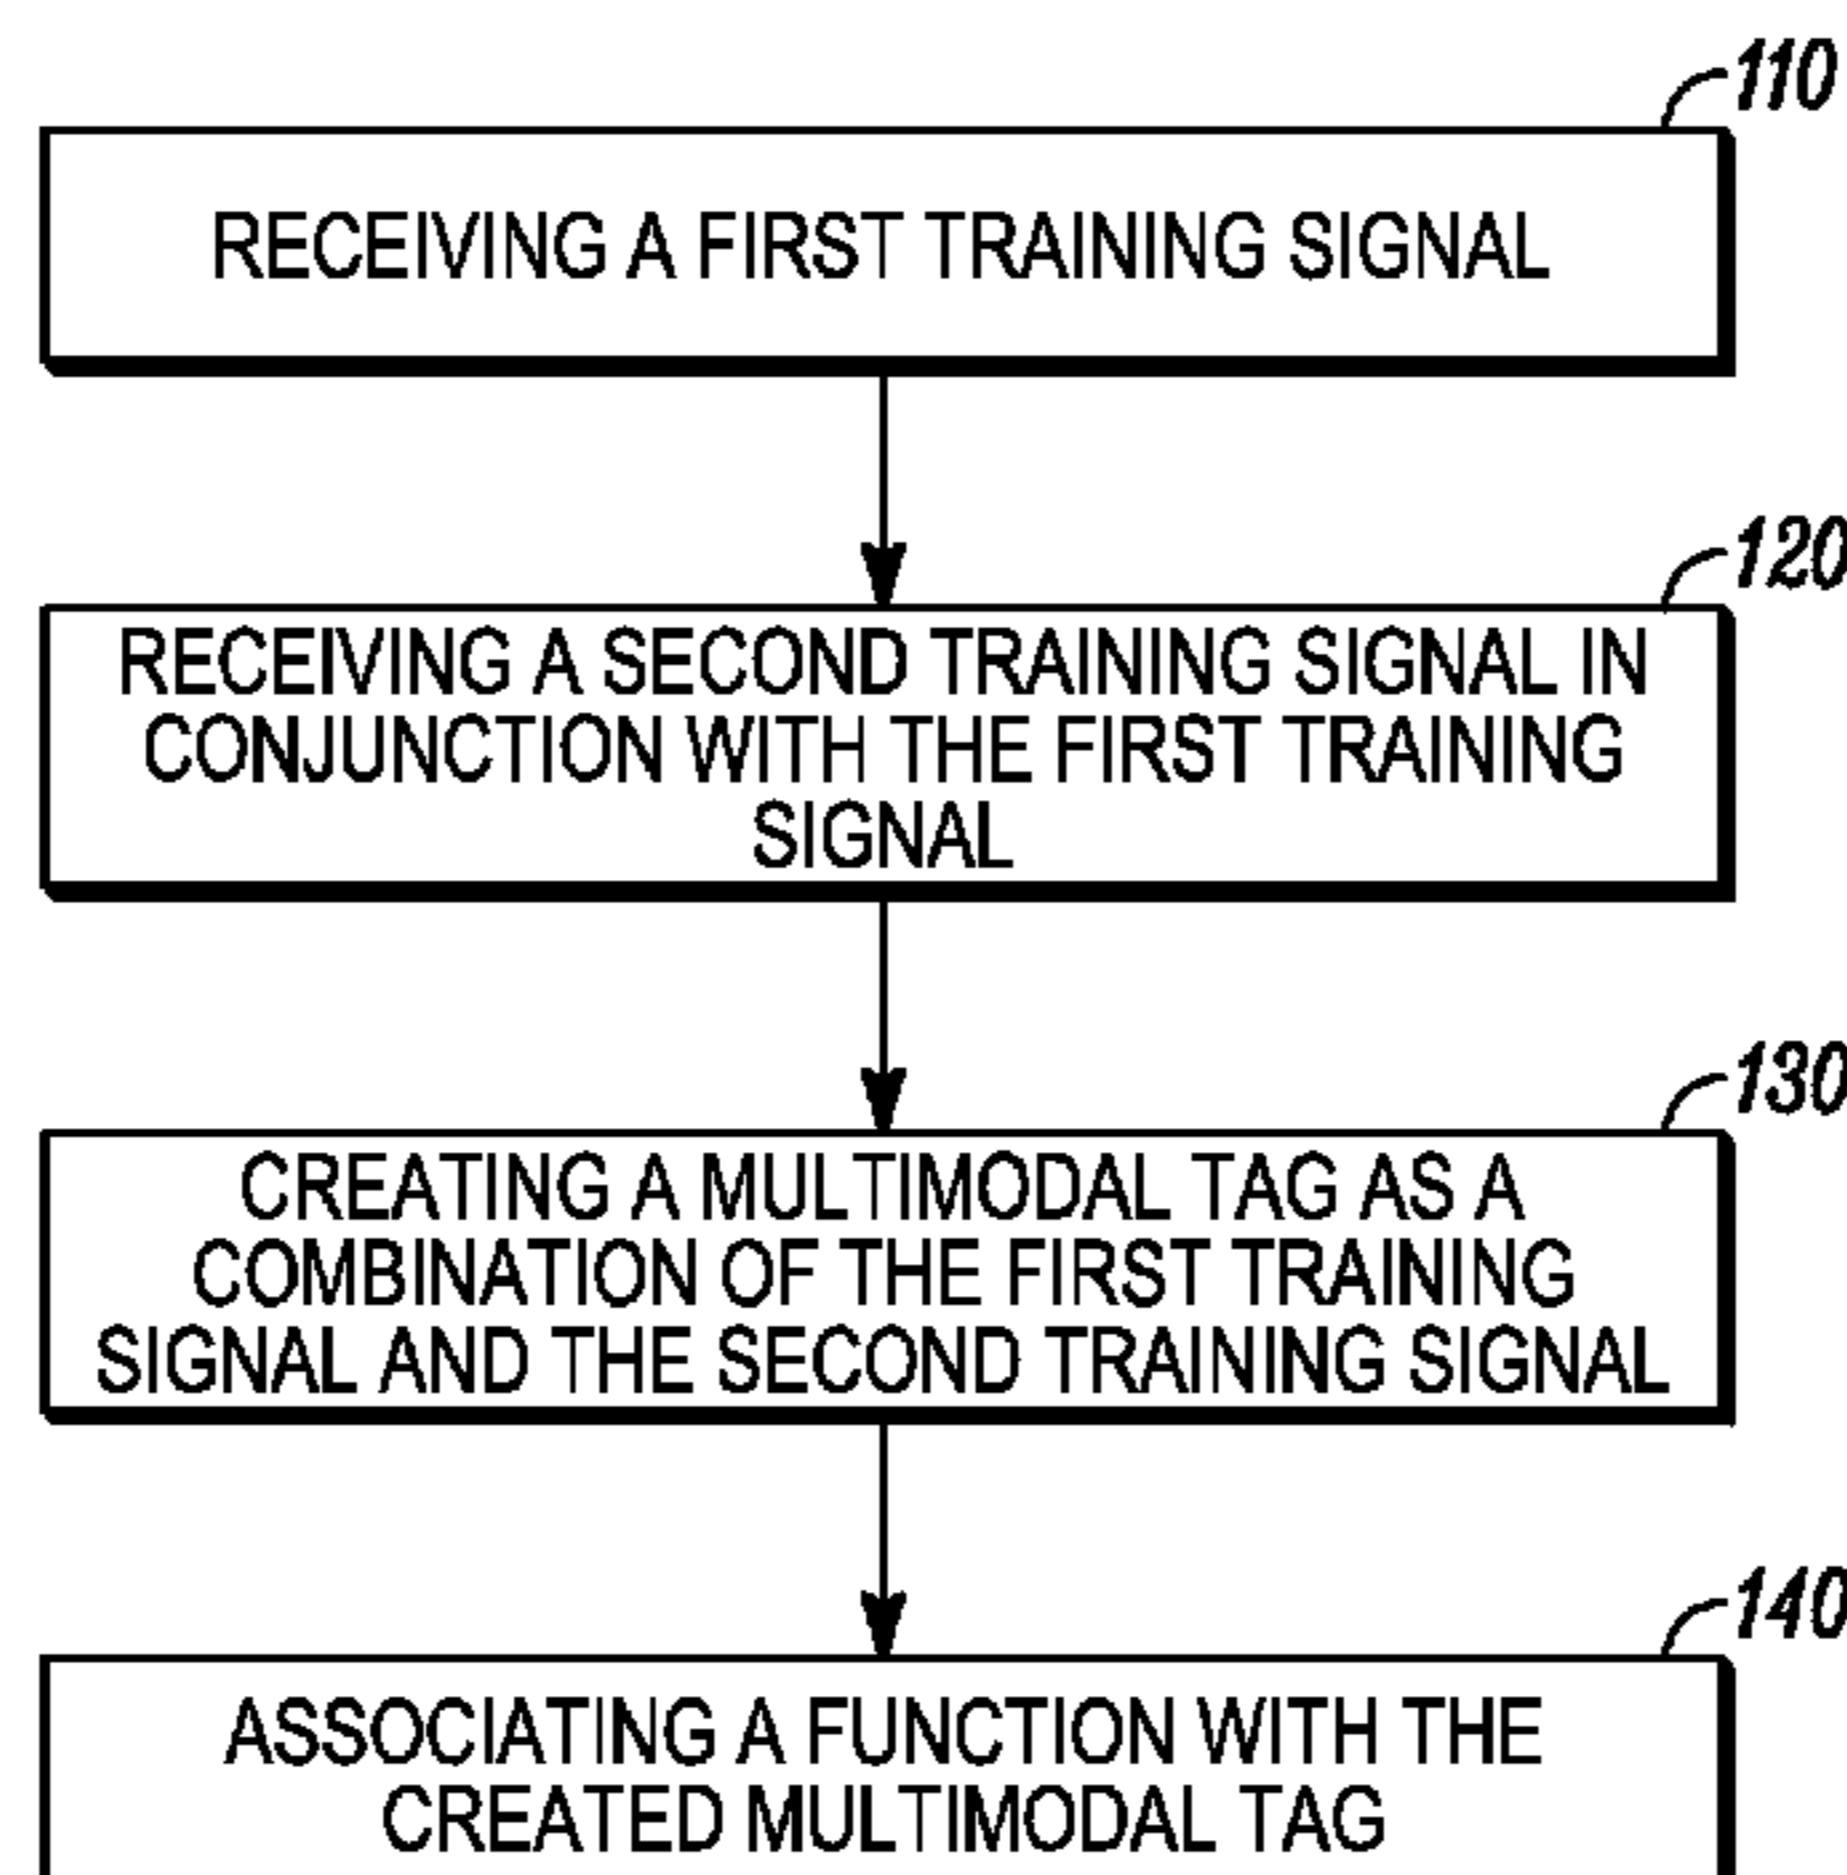 110
RECEIVING A FIRST TRAINING SIGNAL
120
RECEIVING A SECOND TRAINING SIGNAL IN
CONJUNCTION WITH THE FIRST TRAINING
SIGNAL
130
CREATING A MULTIMODAL TAG AS A
COMBINATION OF THE FIRST TRAINING
SIGNAL AND THE SECOND TRAINING SIGNAL
140
ASSOCIATING A FUNCTION WITH THE
CREATED MULTIMODAL TAG